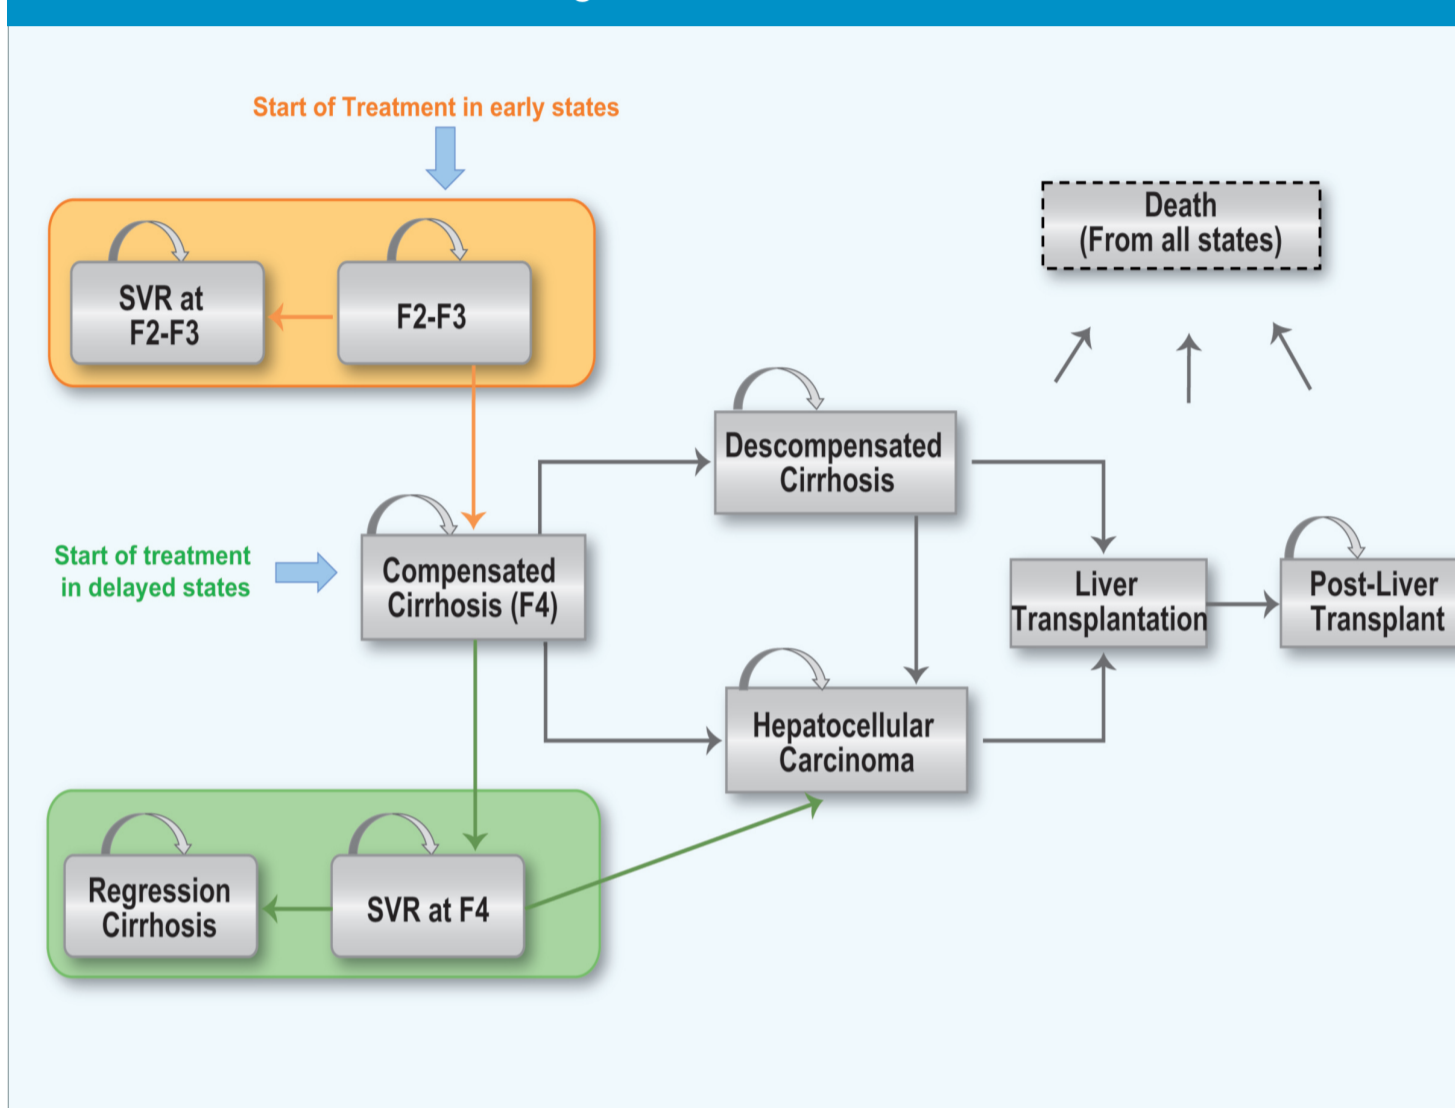 Start of Treatment in early states
Death
(From all states)
SVR at
F2-F3
F2-F3
Descompensated
Cirrhosis
Start of treatment
in delayed states
Compensated
Cirrhosis (F4)
Liver
Transplantation
Post-Liver
Transplant
Hepatocellular
Carcinoma
Regression
Cirrhosis
SVR at F4